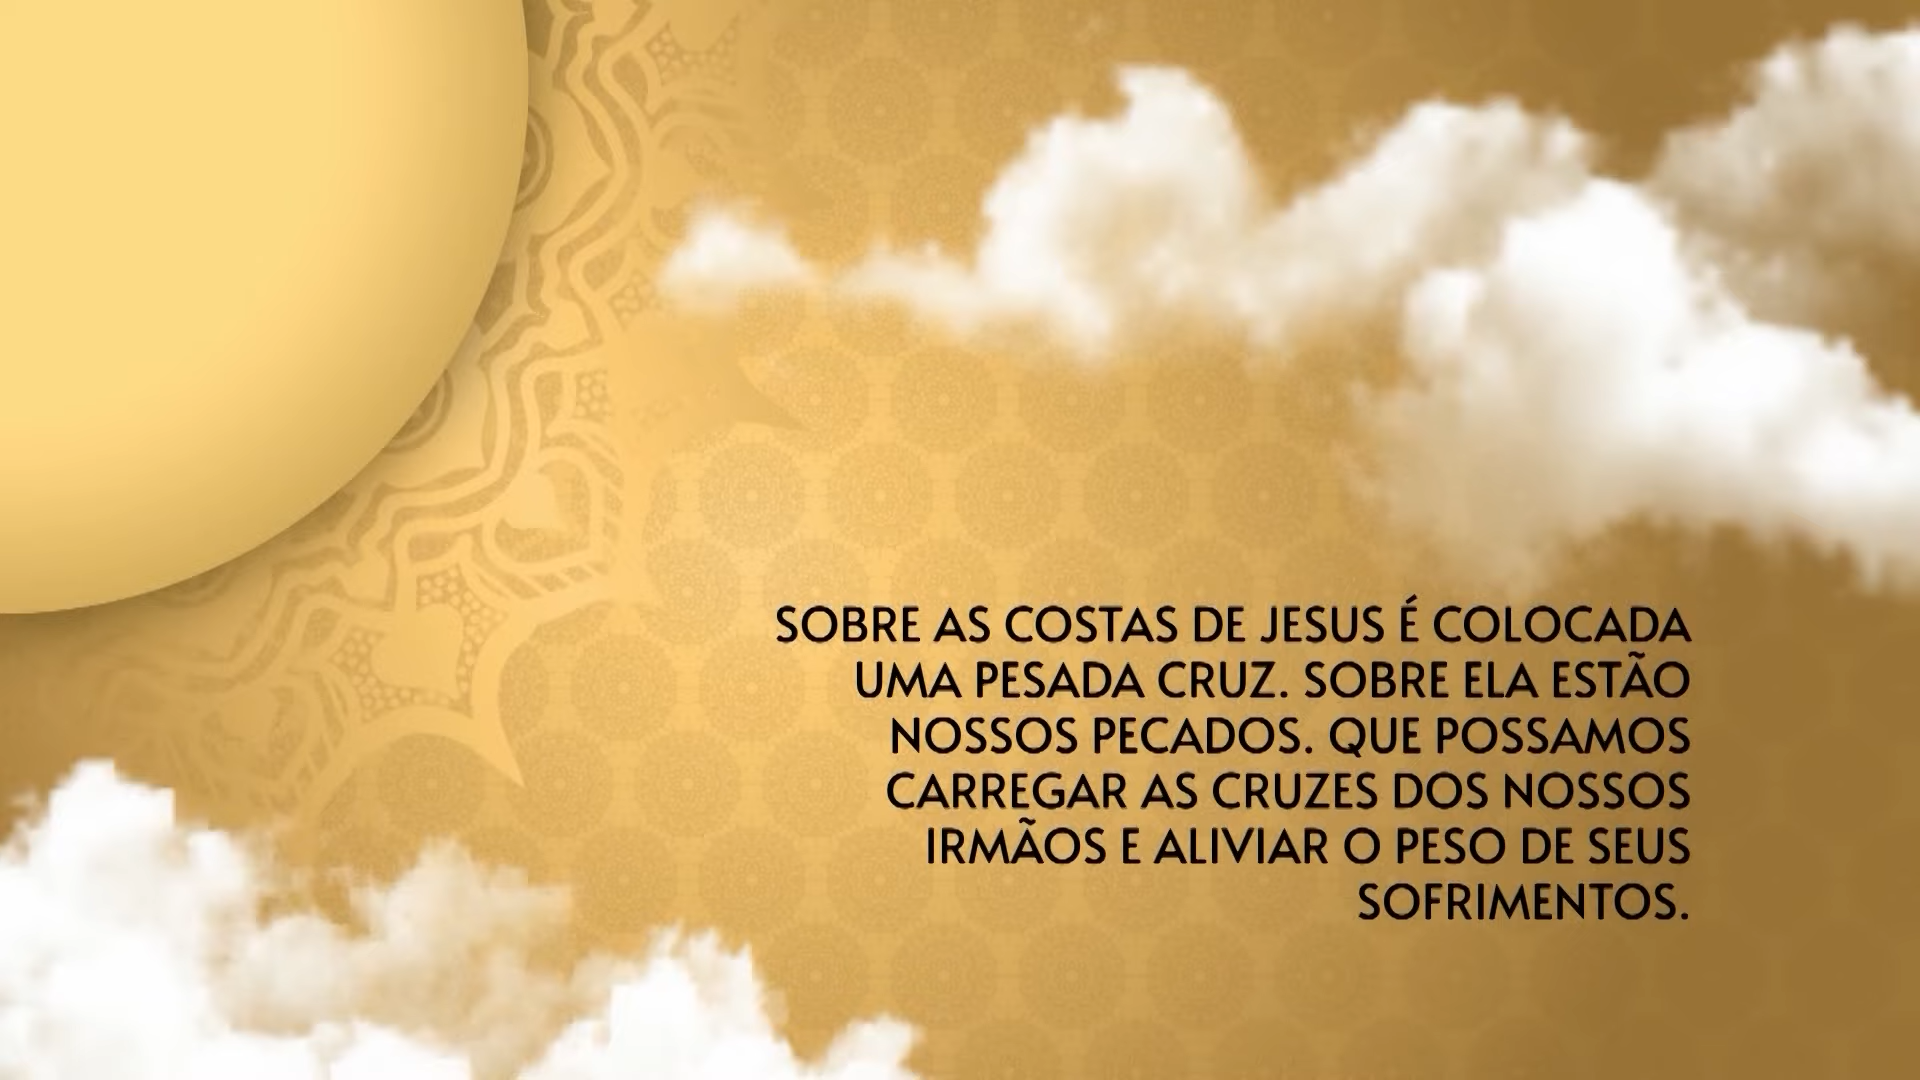 SOBRE AS COSTAS DE JESUS É COLOCADA
UMA PESADA CRUZ. SOBRE ELA ESTÃO
NOSSOS PECADOS. QUE POSSAMOS
CARREGAR AS CRUZES DOS NOSSOS
IRMÃOS E ALIVIAR O PESO DE SEUS
SOFRIMENTOS.